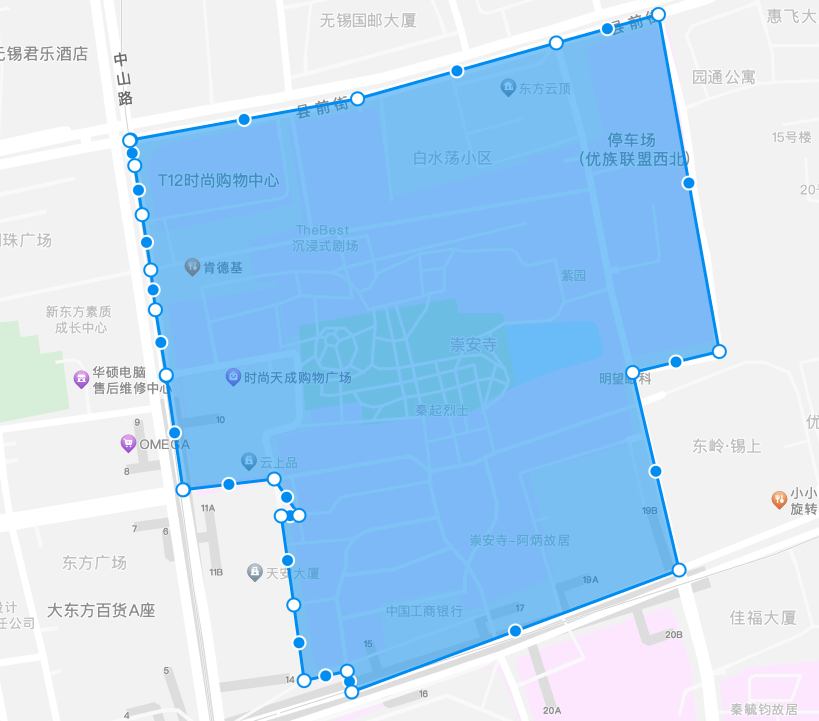 无锡国邮大厦
惠飞大
无锡君乐酒店
县前街
中山路
园通公寓
东方云顶
县前街
15号楼
停车场
(优族联盟西北)
白水荡小区
T12时尚购物中心
TheBest
沉浸式剧场
肯德基
紫园
新东方素质
成长中心
崇安寺
华硕电脑
售后维修中心
时尚天成购物广场
明望眼科
秦起烈士
9
10
OMEGA
东岭·锡上
8
云上品
小小
旋转
11A
19B
7
6
崇安寺-阿炳故居
东方广场
11B
天安大厦
19A
大东方百货A座
中国工商银行
17
佳福大厦
任公司
20B
15
5
14
16
20A
秦毓钧故居
4